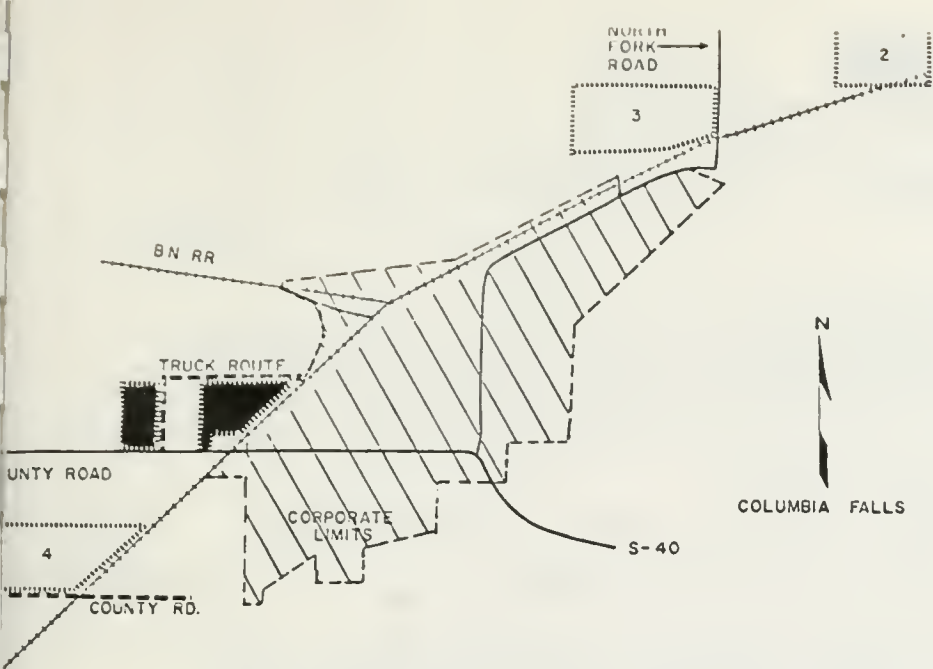 NORTH
FORK
ROAD
2
3
BN RR
TRUCK ROUTE
N
COLUMBIA FALLS
UNTY ROAD
CORPORATE
LIMITS
S-40
4
COUNTY RD.